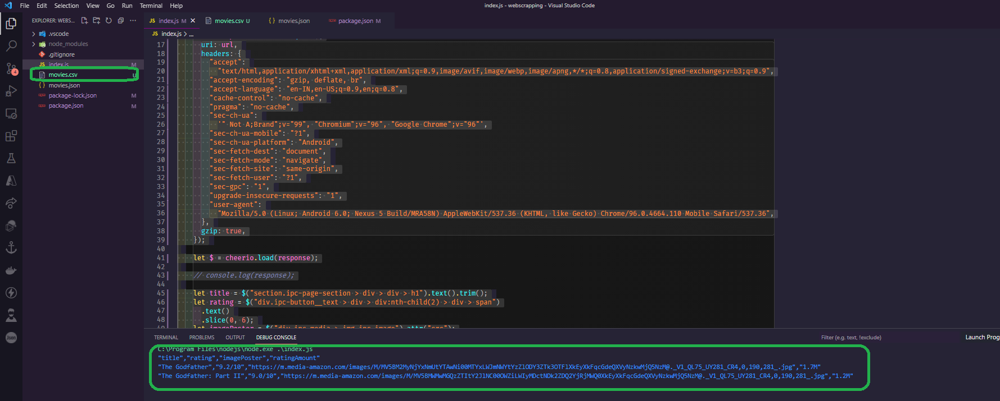 File Edit Selection View Go Run Terminal Help
index.js - webscrapping - Visual Studio Code
EXPLORER: WEBS...
.vscode
node_modules
.gitignore
JS index.js M
movies.csv U
{} movies.json
package-lock.json M
package.json M
4
Json
JS index.js M
movies.csv U
{} movies.json
package.json M
JS index.js > ...
17 uri: url,
18 headers: {
19 "accept":
20 "text/html,application/xhtml+xml,application/xml;q=0.9,image/avif,image/webp,image/apng,*/*;q=0.8,application/signed-exchange;v=b3;q=0.9",
21 "accept-encoding": "gzip, deflate, br",
22 "accept-language": "en-IN,en-US;q=0.9,en;q=0.8",
23 "cache-control": "no-cache",
24 "pragma": "no-cache",
25 "sec-ch-ua":
26 '" Not A;Brand";v="99", "Chromium";v="96", "Google Chrome";v="96"',
27 "sec-ch-ua-mobile": "?1",
28 "sec-ch-ua-platform": "Android",
29 "sec-fetch-dest": "document",
30 "sec-fetch-mode": "navigate",
31 "sec-fetch-site": "same-origin",
32 "sec-fetch-user": "?1",
33 "sec-gpc": "1",
34 "upgrade-insecure-requests": "1",
35 "user-agent":
36 "Mozilla/5.0 (Linux; Android 6.0; Nexus 5 Build/MRA58N) AppleWebKit/537.36 (KHTML, like Gecko) Chrome/96.0.4664.110 Mobile Safari/537.36",
37 },
38 gzip: true,
39 });
40
41 let $ = cheerio.load(response);
42
43 // console.log(response);
44
45 let title = $("section.ipc-page-section > div > div > h1").text().trim();
46 let rating = $("div.ipc-button__text > div > div:nth-child(2) > div > span")
47 .text()
48 .slice(0, 6);
49 let imagePoster = $("div.ipc-media > img.ipc-image").attr("src");
TERMINAL PROBLEMS OUTPUT DEBUG CONSOLE
Filter (e.g. text, !exclude)
Launch Prog
C:\Program Files\nodejs\node.exe .\index.js
"title","rating","imagePoster","ratingAmount"
"The Godfather","9.2/10","https://m.media-amazon.com/images/M/MV5BM2MyNjYxNmUtYTAwNi00MTYxLWJmNWYtYzZlODY3ZTk3OTFlXkEyXkFqcGdeQXVyNzkwMjQ5NzM@._V1_QL75_UY281_CR4,0,190,281_.jpg","1.7M"
"The Godfather: Part II","9.0/10","https://m.media-amazon.com/images/M/MV5BMWMwMGQzZTItY2JlNC00OWZiLWIyMDctNDk2ZDQ2YjRjMWQ0XkEyXkFqcGdeQXVyNzkwMjQ5NzM@._V1_QL75_UY281_CR4,0,190,281_.jpg","1.2M"